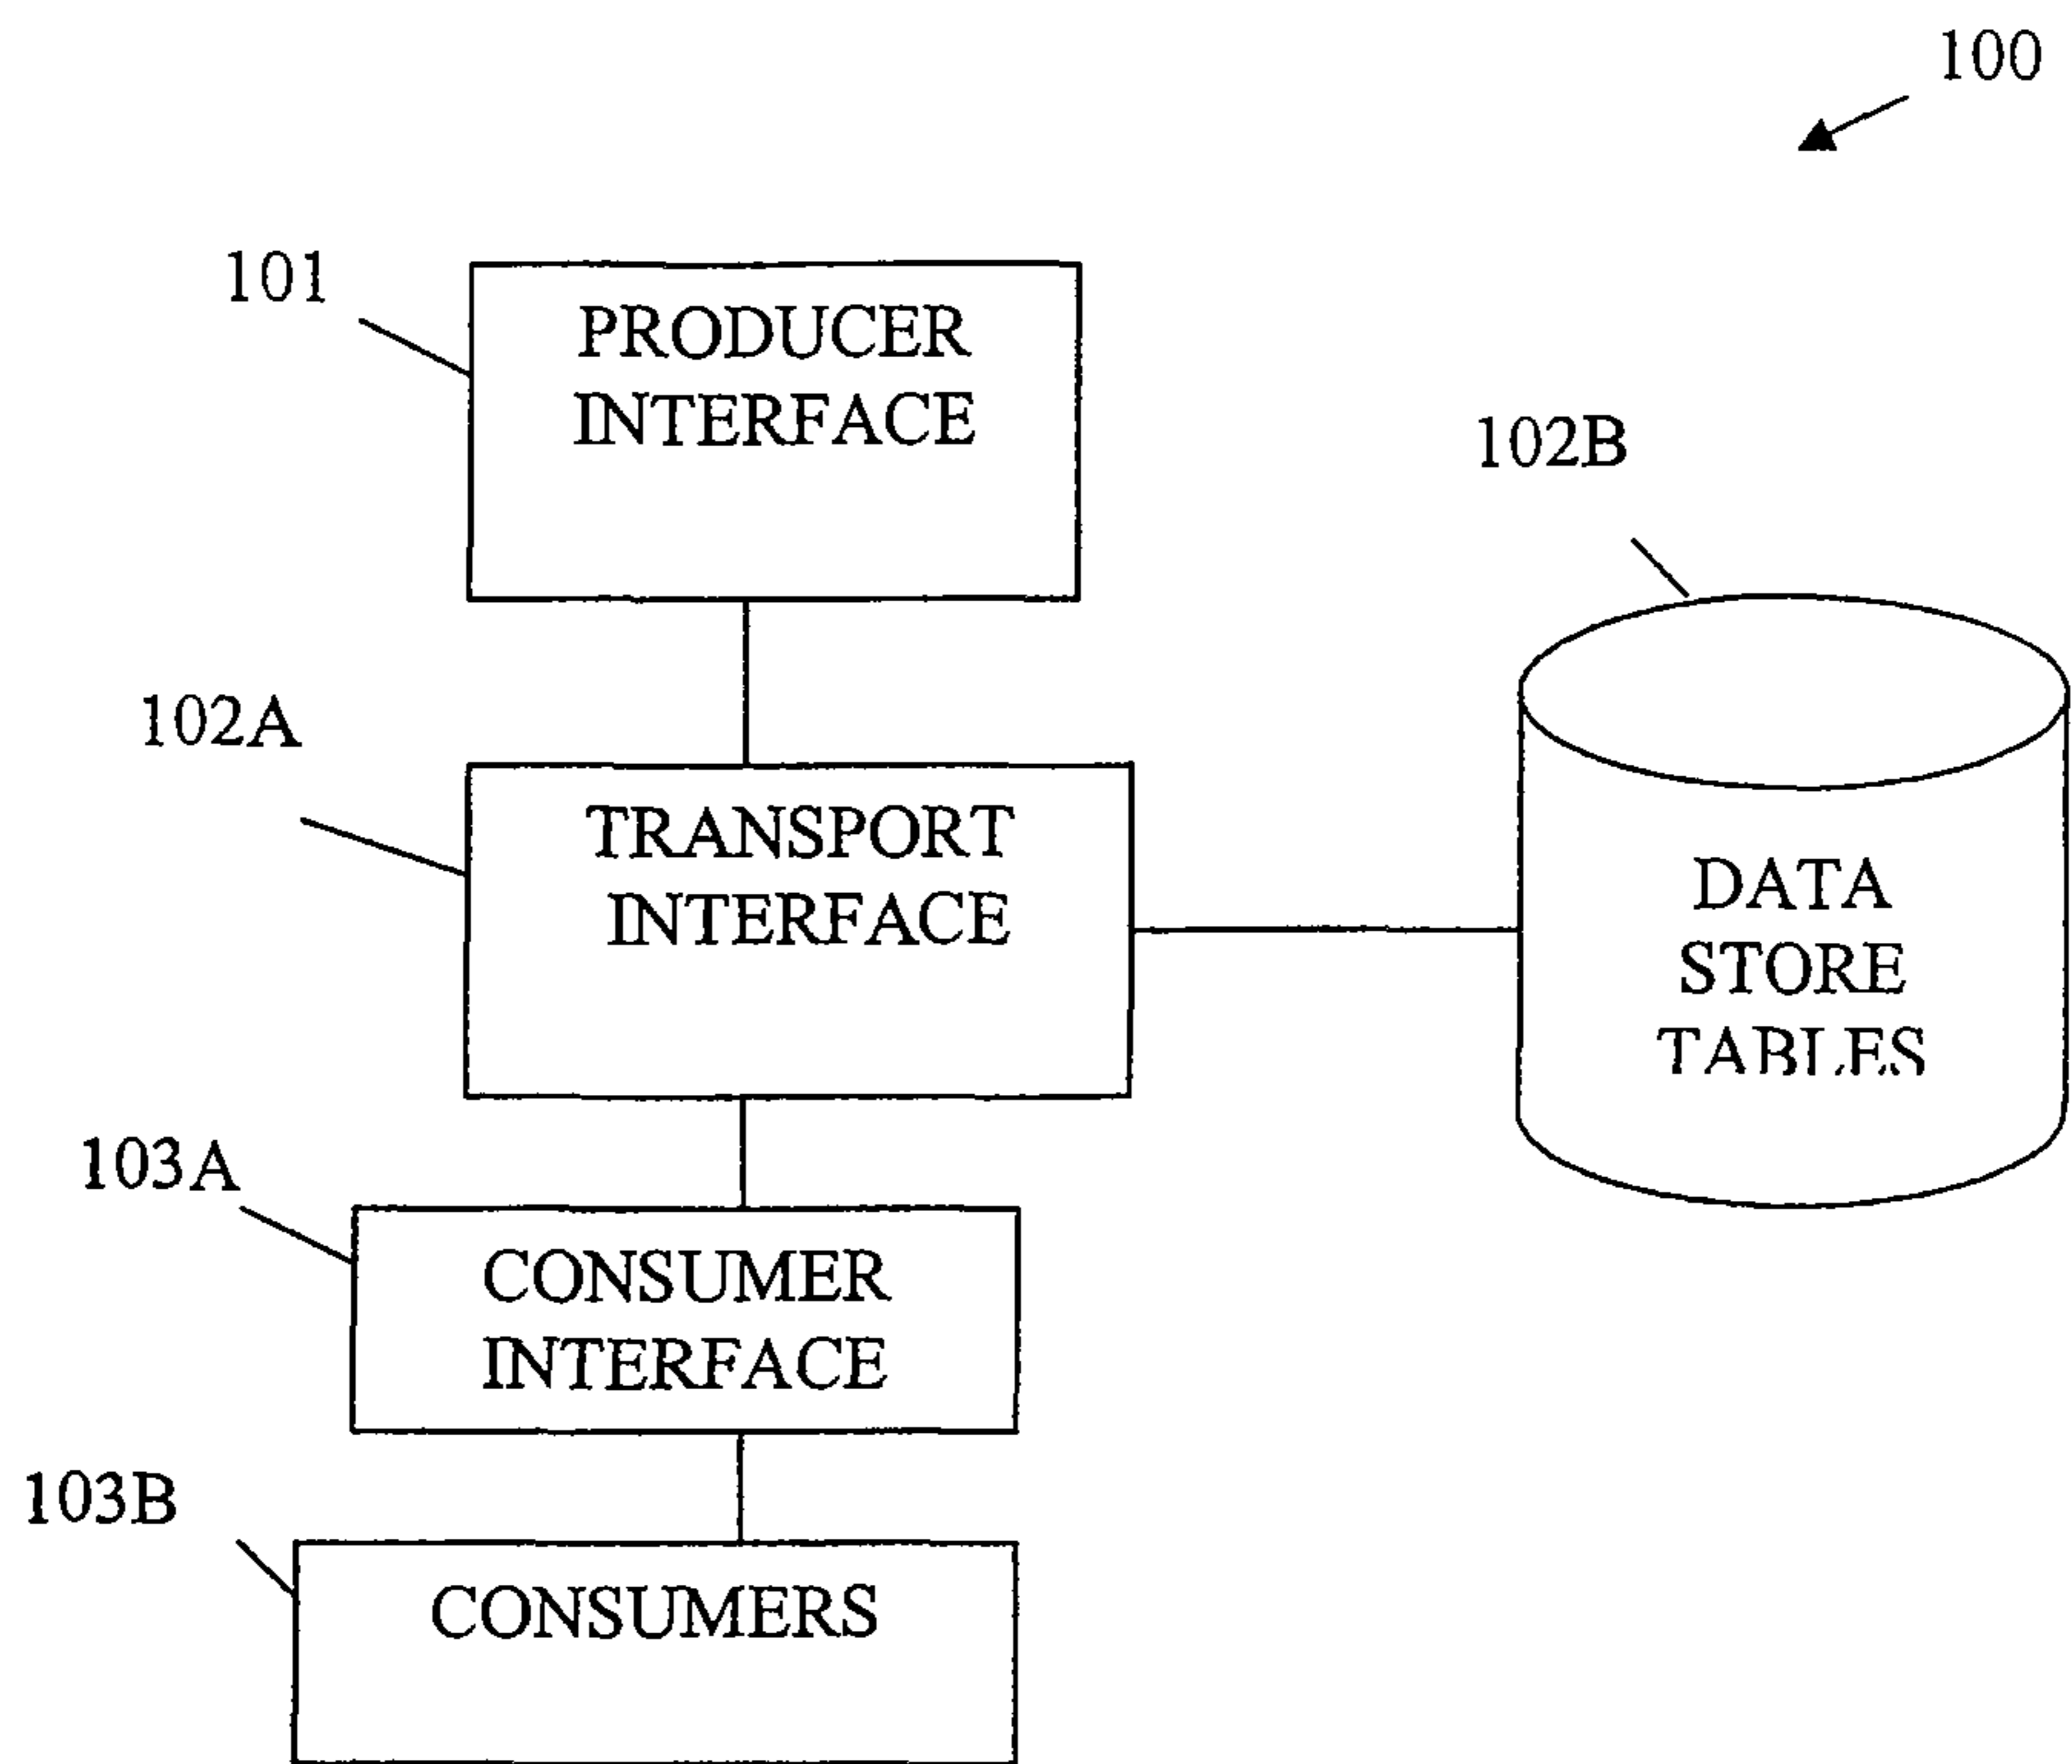 100
101
PRODUCER
INTERFACE
102B
102A
TRANSPORT
INTERFACE
DATA
STORE
TABLES
103A
CONSUMER
INTERFACE
103B
CONSUMERS